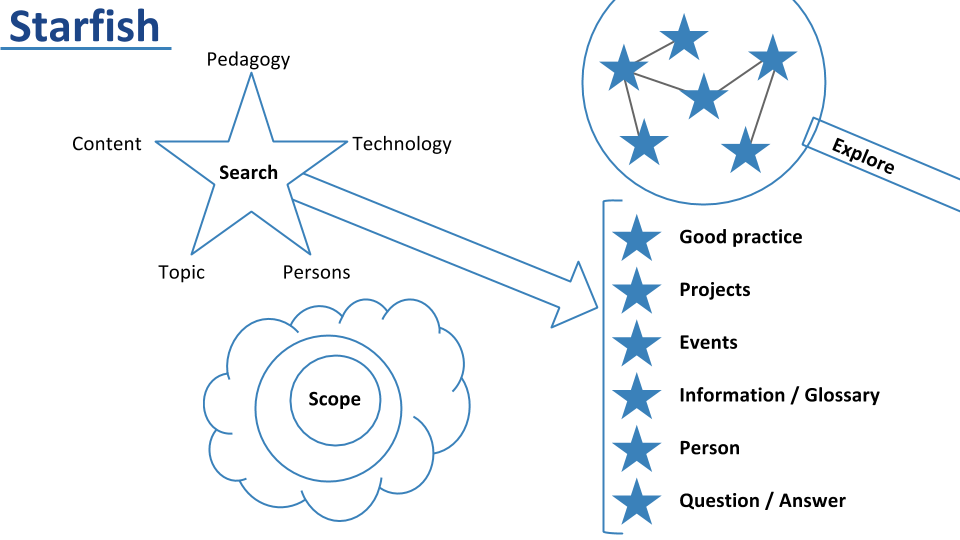 Starfish
Pedagogy
Content
Technology
Search
Topic
Persons
Explore
Good practice
Projects
Events
Information / Glossary
Person
Question / Answer
Scope